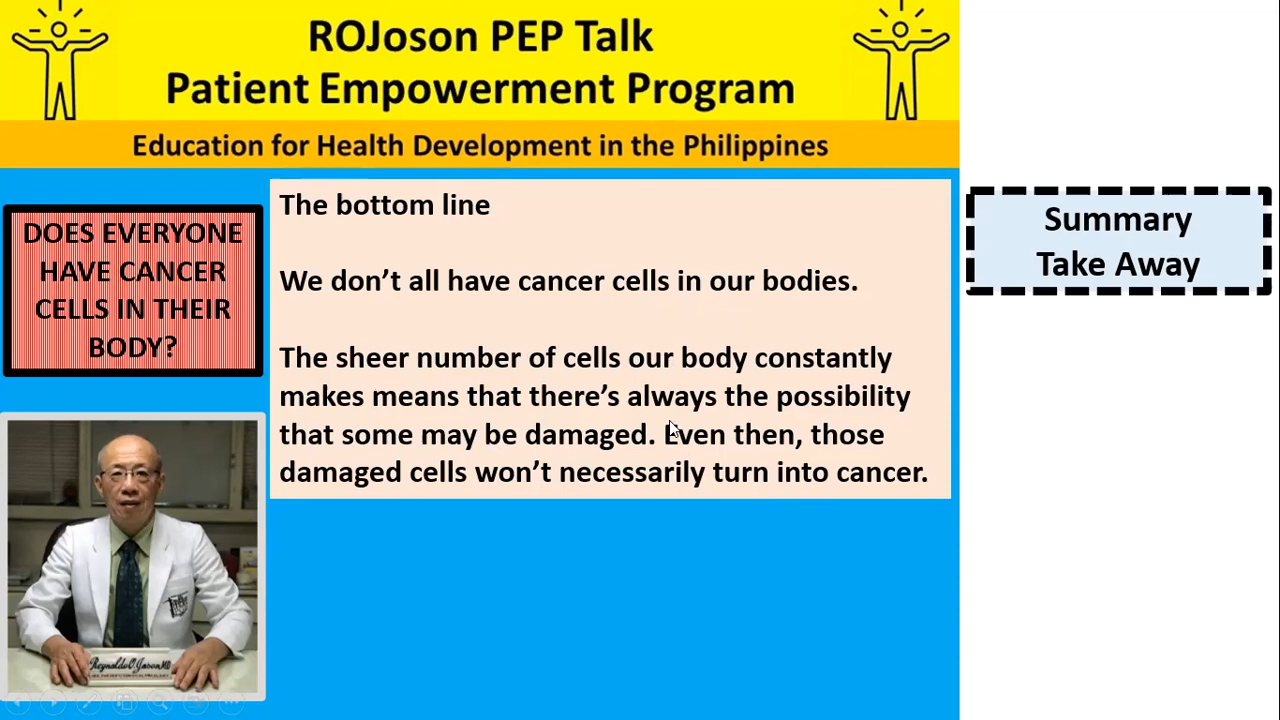 ROJoson PEP Talk
Patient Empowerment Program
Education for Health Development in the Philippines
DOES EVERYONE
HAVE CANCER
CELLS IN THEIR
BODY?
The bottom line
We don’t all have cancer cells in our bodies.
The sheer number of cells our body constantly
makes means that there’s always the possibility
that some may be damaged. Even then, those
damaged cells won’t necessarily turn into cancer.
Summary
Take Away
Reynaldo O. Joson, MD